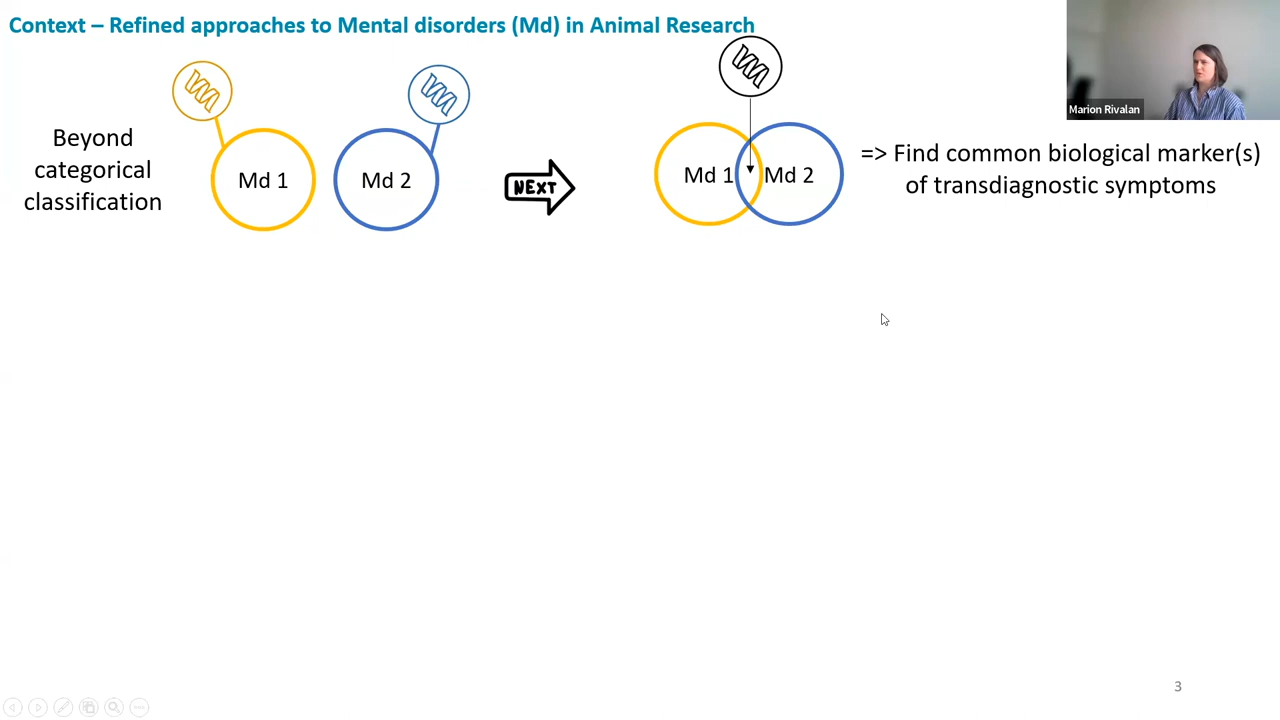 Context – Refined approaches to Mental disorders (Md) in Animal Research
Marion Rivalan
Beyond
categorical
classification
Md 1
Md 2
NEXT
Md 1
Md 2
=> Find common biological marker(s)
of transdiagnostic symptoms
3